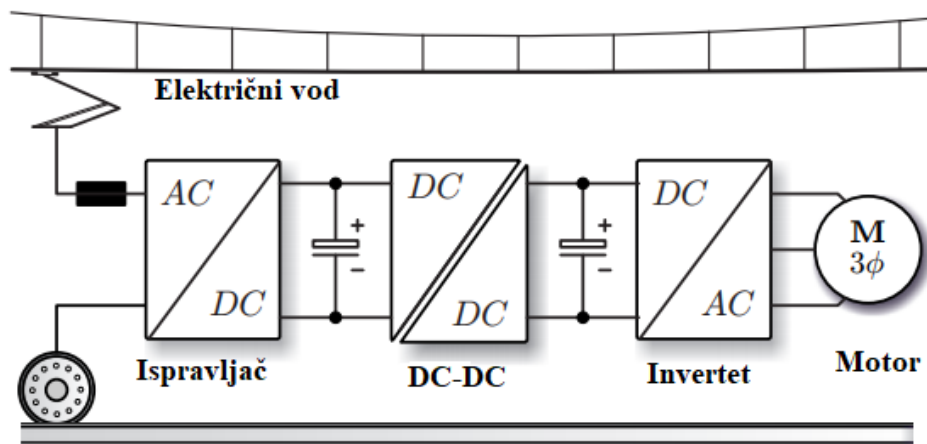 Električni vod
AC
DC
+
−
DC
DC
+
−
DC
AC
M
3ϕ
Ispravljač
DC-DC
Invertet
Motor